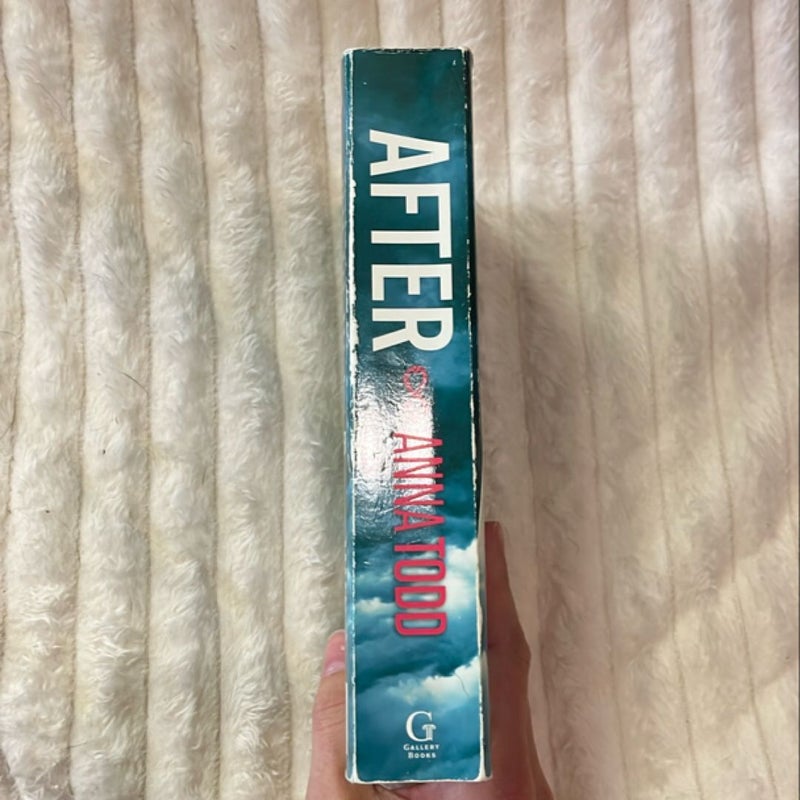 AFTER
ANNA TODD
G
GALLERY
BOOKS